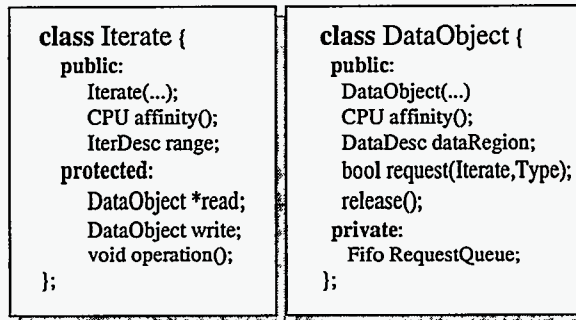 class Iterate {
public:
Iterate(...);
CPU affinity();
IterDesc range;
protected:
DataObject *read;
DataObject write;
void operation();
};
class DataObject {
public:
DataObject(...)
CPU affinity();
DataDesc dataRegion;
bool request(Iterate,Type);
release();
private:
Fifo RequestQueue;
};